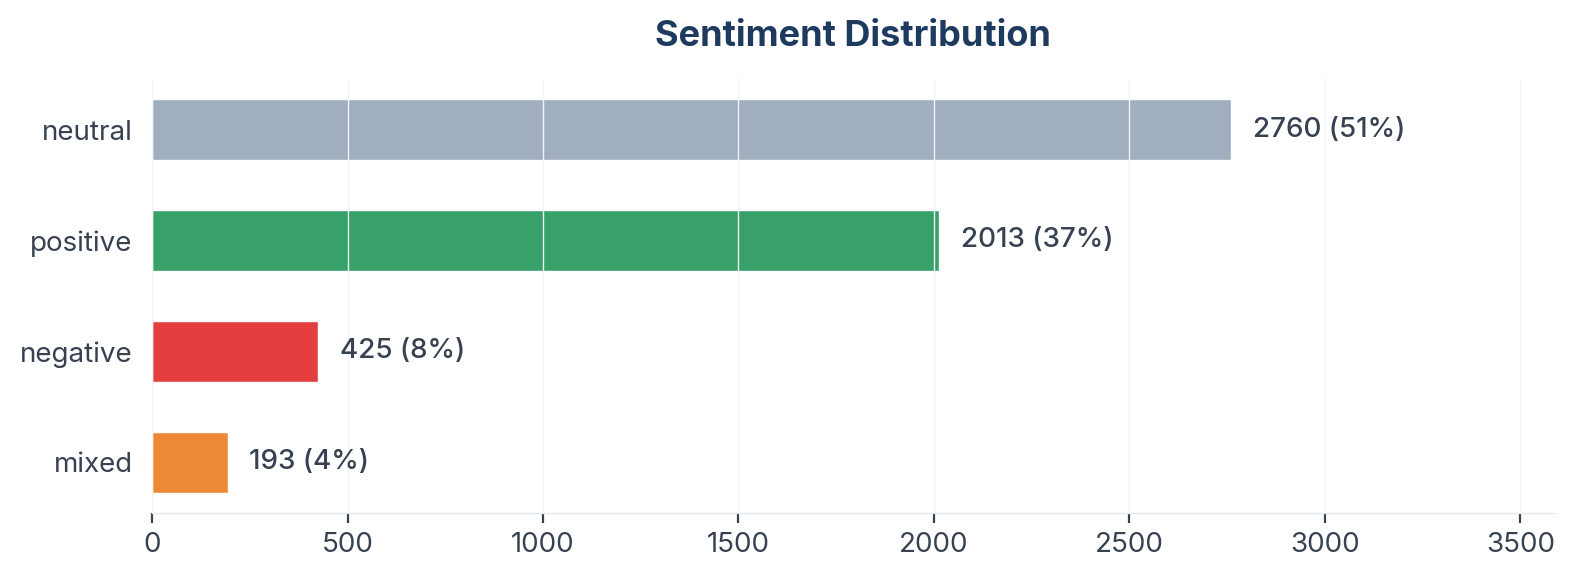 Sentiment Distribution
neutral 2760 (51%)
positive 2013 (37%)
negative 425 (8%)
mixed 193 (4%)
0 500 1000 1500 2000 2500 3000 3500